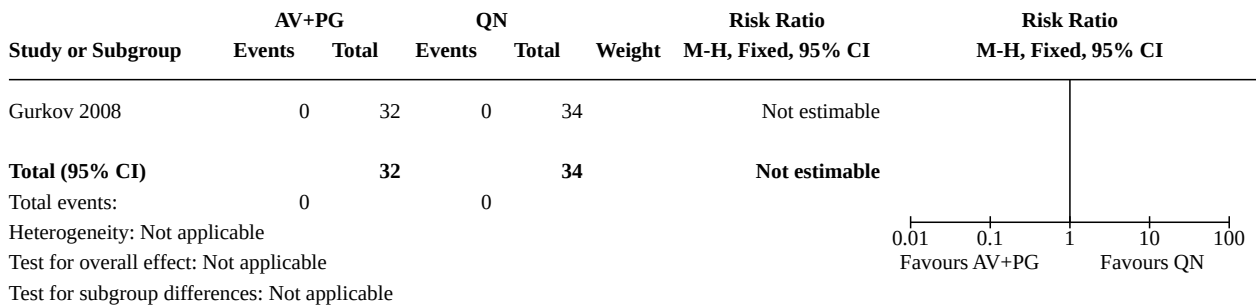 AV+PG QN Risk Ratio Risk Ratio
Study or Subgroup Events Total Events Total Weight M-H, Fixed, 95% CI M-H, Fixed, 95% CI
Gurkov 2008 0 32 0 34 Not estimable
Total (95% CI) 32 34 Not estimable
Total events: 0 0
Heterogeneity: Not applicable
0.01 0.1 1 10 100
Test for overall effect: Not applicable Favours AV+PG Favours QN
Test for subgroup differences: Not applicable